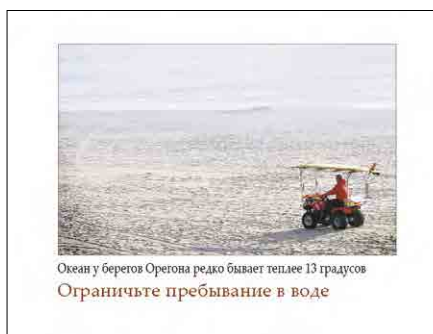 Океан у берегов Орегона редко бывает теплее 13 градусов
Ограничьте пребывание в воде